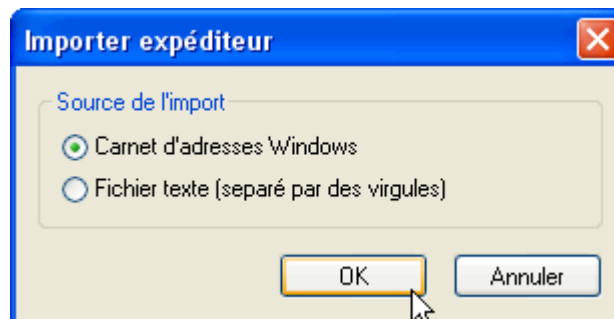 Importer expéditeur
Source de l'import
Carnet d'adresses Windows
Fichier texte (separé par des virgules)
OK
Annuler